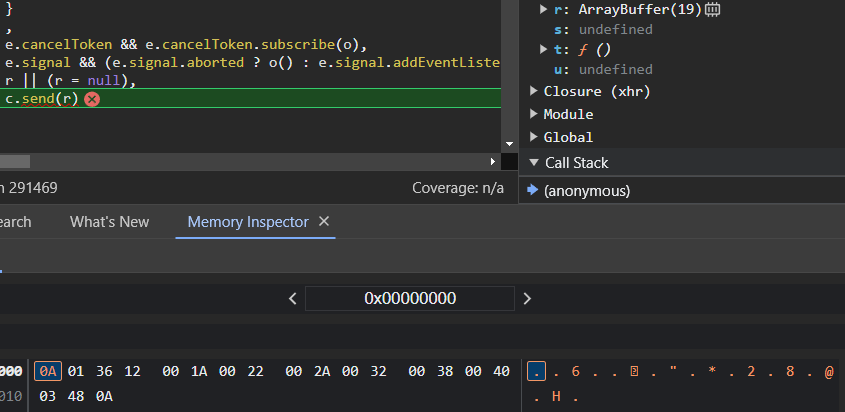 }
,
e.cancelToken && e.cancelToken.subscribe(o),
e.signal && (e.signal.aborted ? o() : e.signal.addEventListe
r || (r = null),
c.send(r)
n 291469
Coverage: n/a
r: ArrayBuffer(19)
s: undefined
t: ƒ ()
u: undefined
Closure (xhr)
Module
Global
Call Stack
(anonymous)
earch What's New Memory Inspector
0x00000000
000 0A 01 36 12 00 1A 00 22 00 2A 00 32 00 38 00 40 . . 6 . . . " . * . 2 . 8 . @
010 03 48 0A . H .